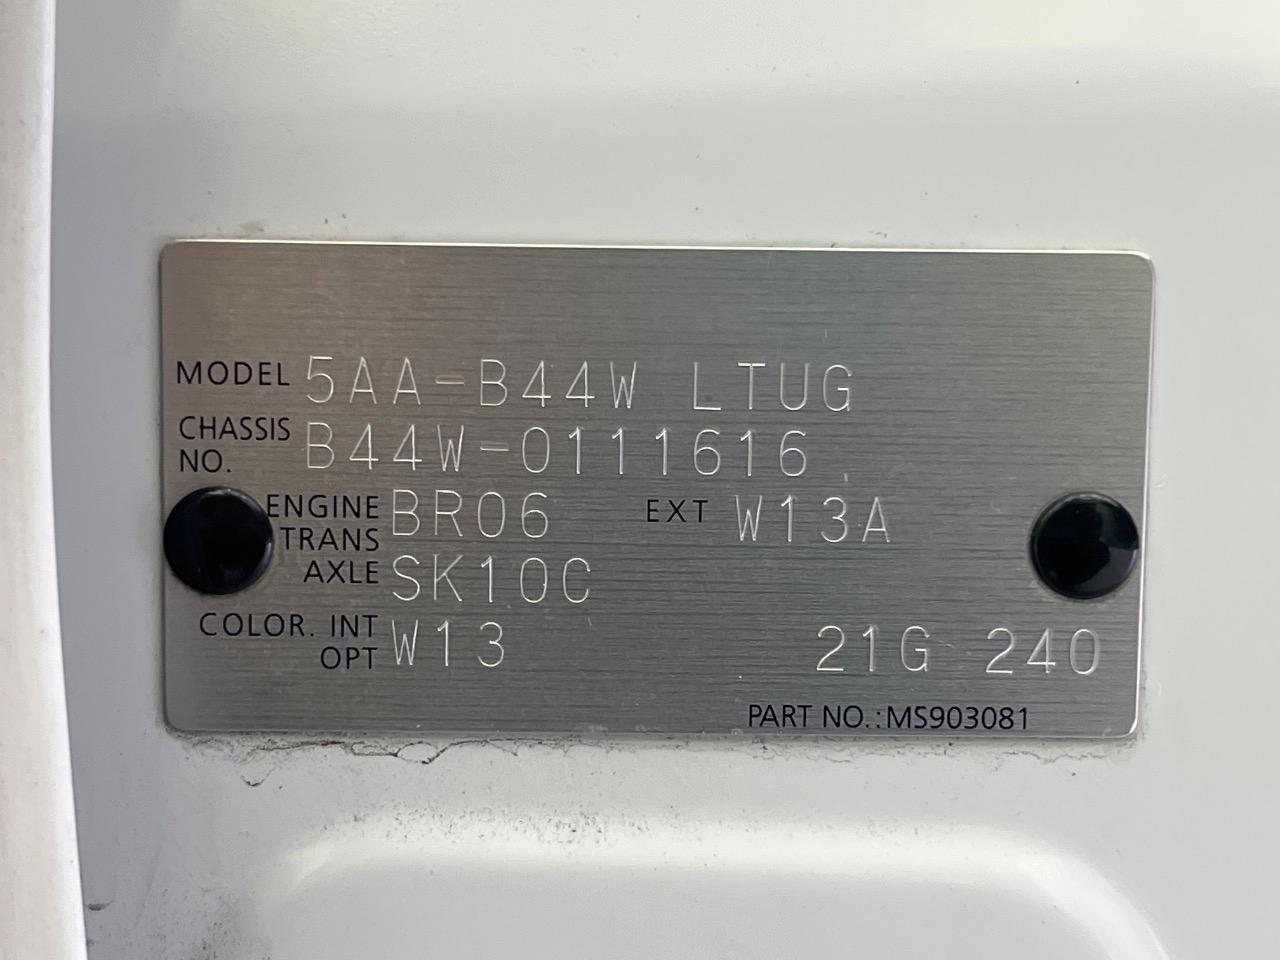 MODEL 5AA-B44W LTUG
CHASSIS NO. B44W-0111616
ENGINE BR06 EXT W13A
TRANS AXLE SK10C
COLOR. INT OPT W13 21G 240
PART NO.:MS903081